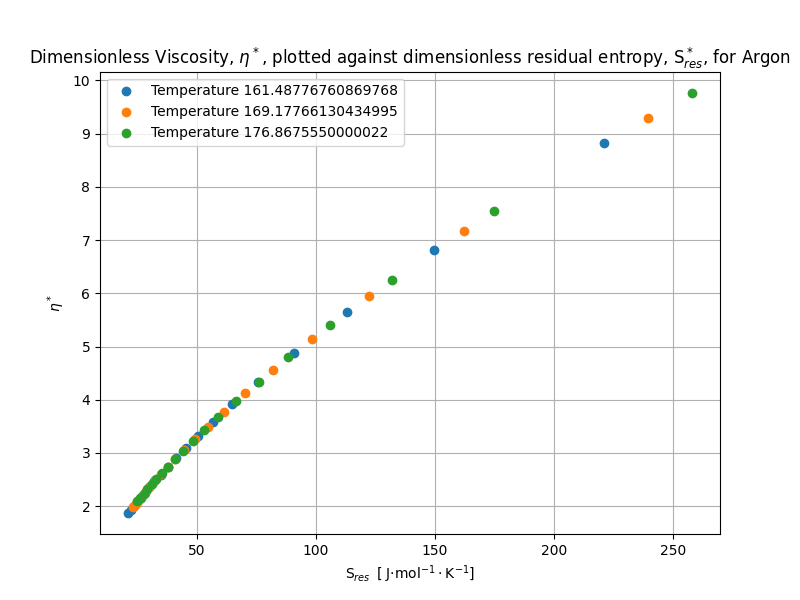 Dimensionless Viscosity, η*, plotted against dimensionless residual entropy, S*res, for Argon
10
9
8
7
6
5
4
3
2
η*
Temperature 161.48776760869768
Temperature 169.17766130434995
Temperature 176.8675550000022
50 100 150 200 250
Sres [ J·mol⁻¹ · K⁻¹]